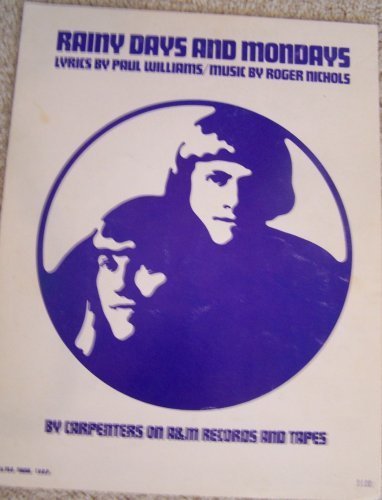 RAINY DAYS AND MONDAYS
LYRICS BY PAUL WILLIAMS/MUSIC BY ROGER NICHOLS
BY CARPENTERS ON A&M RECORDS AND TAPES